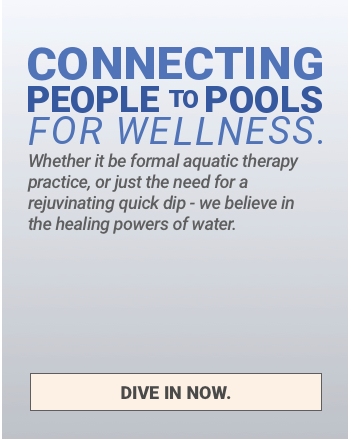 CONNECTING
PEOPLE TO POOLS
FOR WELLNESS.
Whether it be formal aquatic therapy
practice, or just the need for a
rejuvinating quick dip - we believe in
the healing powers of water.
DIVE IN NOW.